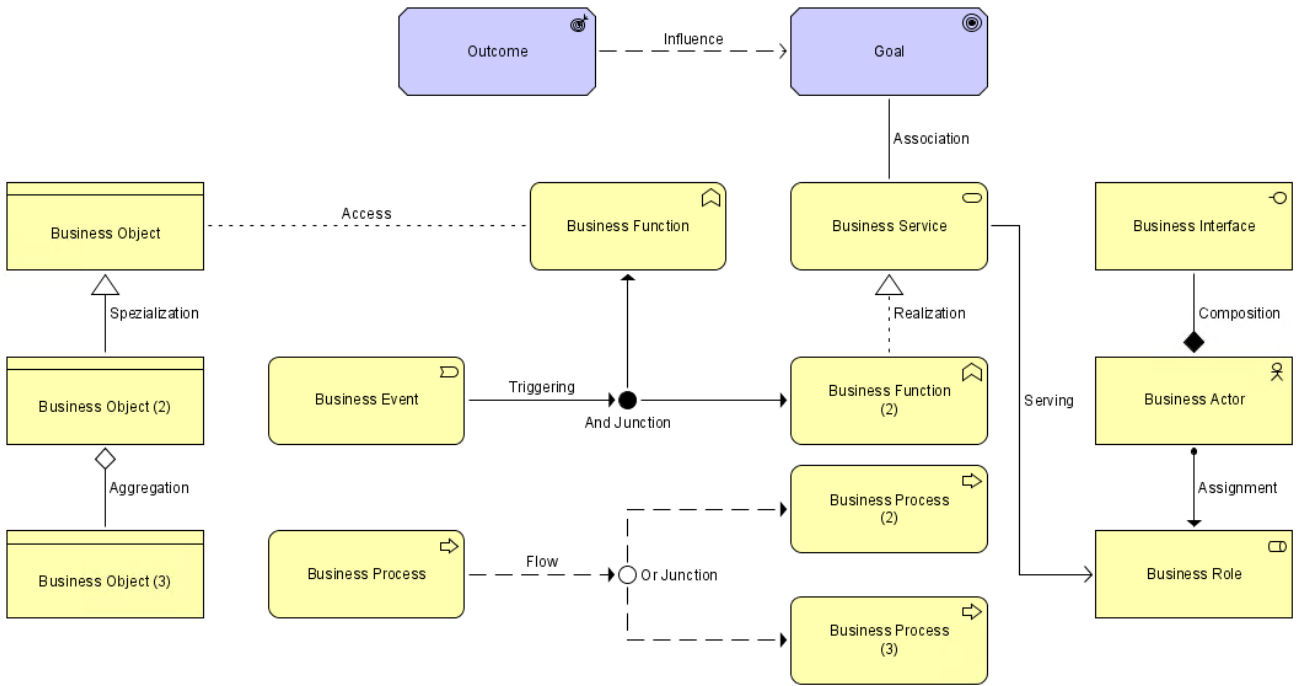 Outcome
Influence
Goal
Association
Business Object
Access
Business Function
Business Service
Business Interface
Spezialization
Realization
Composition
Business Object (2)
Business Event
Triggering
And Junction
Business Function
(2)
Serving
Business Actor
Aggregation
Assignment
Business Process
(2)
Business Object (3)
Business Process
Flow
Or Junction
Business Role
Business Process
(3)